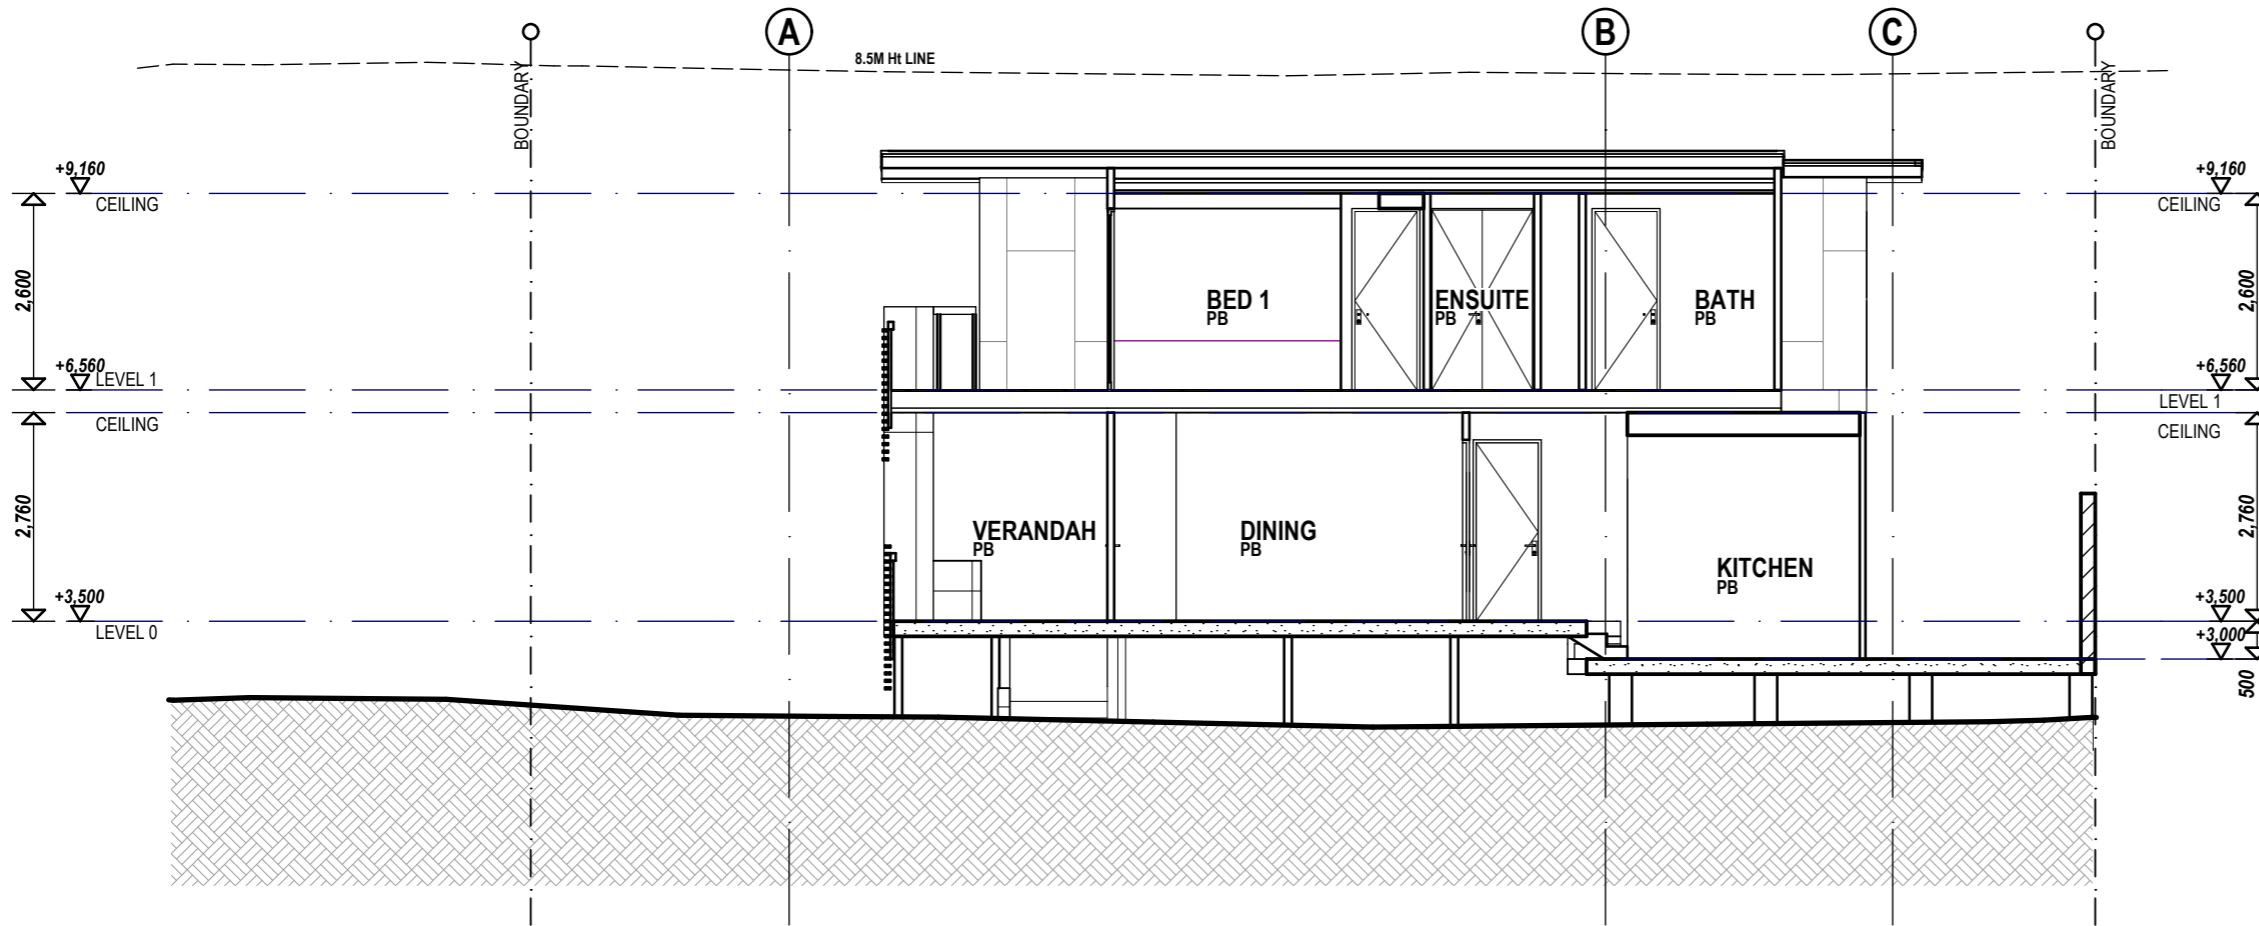 A
B
C
8.5M Ht LINE
BOUNDARY
BOUNDARY
+9,160
CEILING
+9,160
CEILING
2,600
BED 1
PB
ENSUITE
PB
BATH
PB
2,600
+6,560
LEVEL 1
+6,560
LEVEL 1
CEILING
CEILING
2,760
VERANDAH
PB
DINING
PB
KITCHEN
PB
2,760
+3,500
LEVEL 0
+3,500
+3,000
500